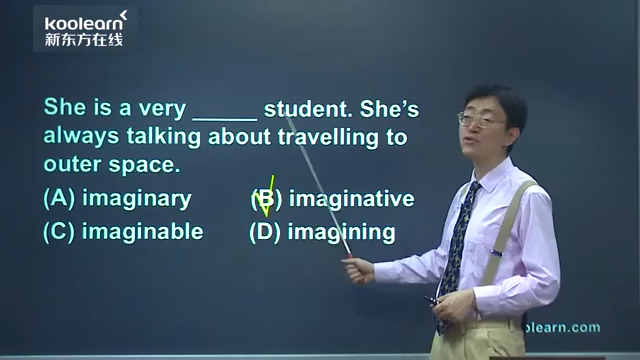 koolearn
新东方在线
She is a very _____ student. She's
always talking about travelling to
outer space.
(A) imaginary (B) imaginative
(C) imaginable (D) imagining
olearn.com